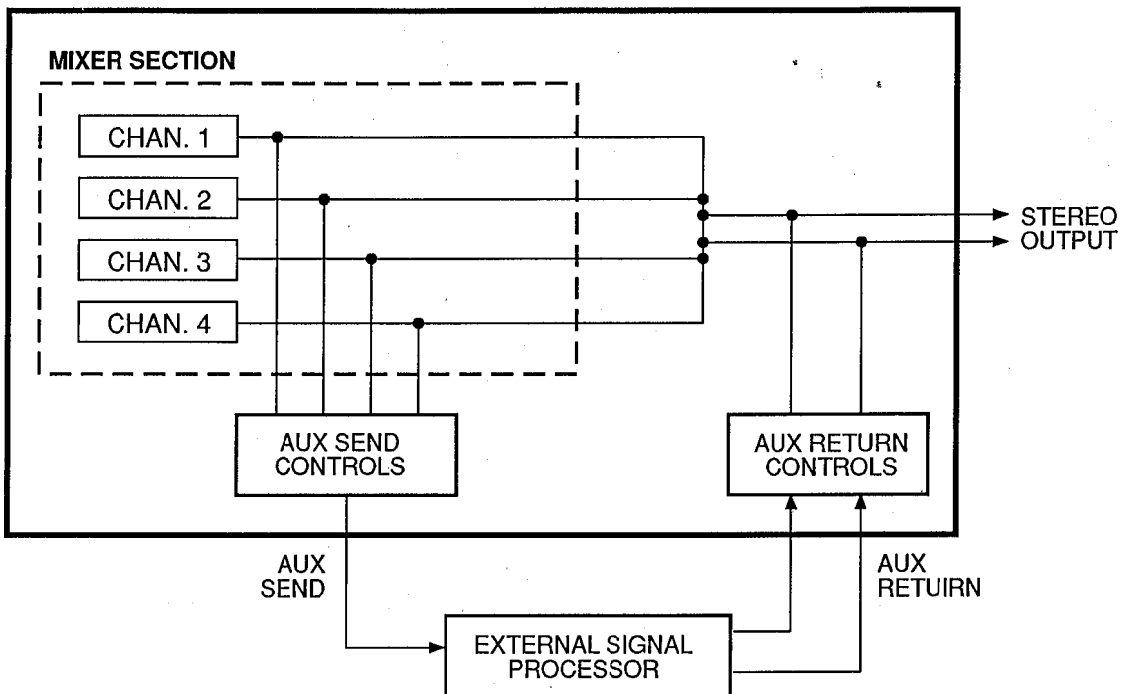 MIXER SECTION
CHAN. 1
CHAN. 2
CHAN. 3
CHAN. 4
STEREO
OUTPUT
AUX SEND
CONTROLS
AUX RETURN
CONTROLS
AUX
SEND
AUX
RETUIRN
EXTERNAL SIGNAL
PROCESSOR